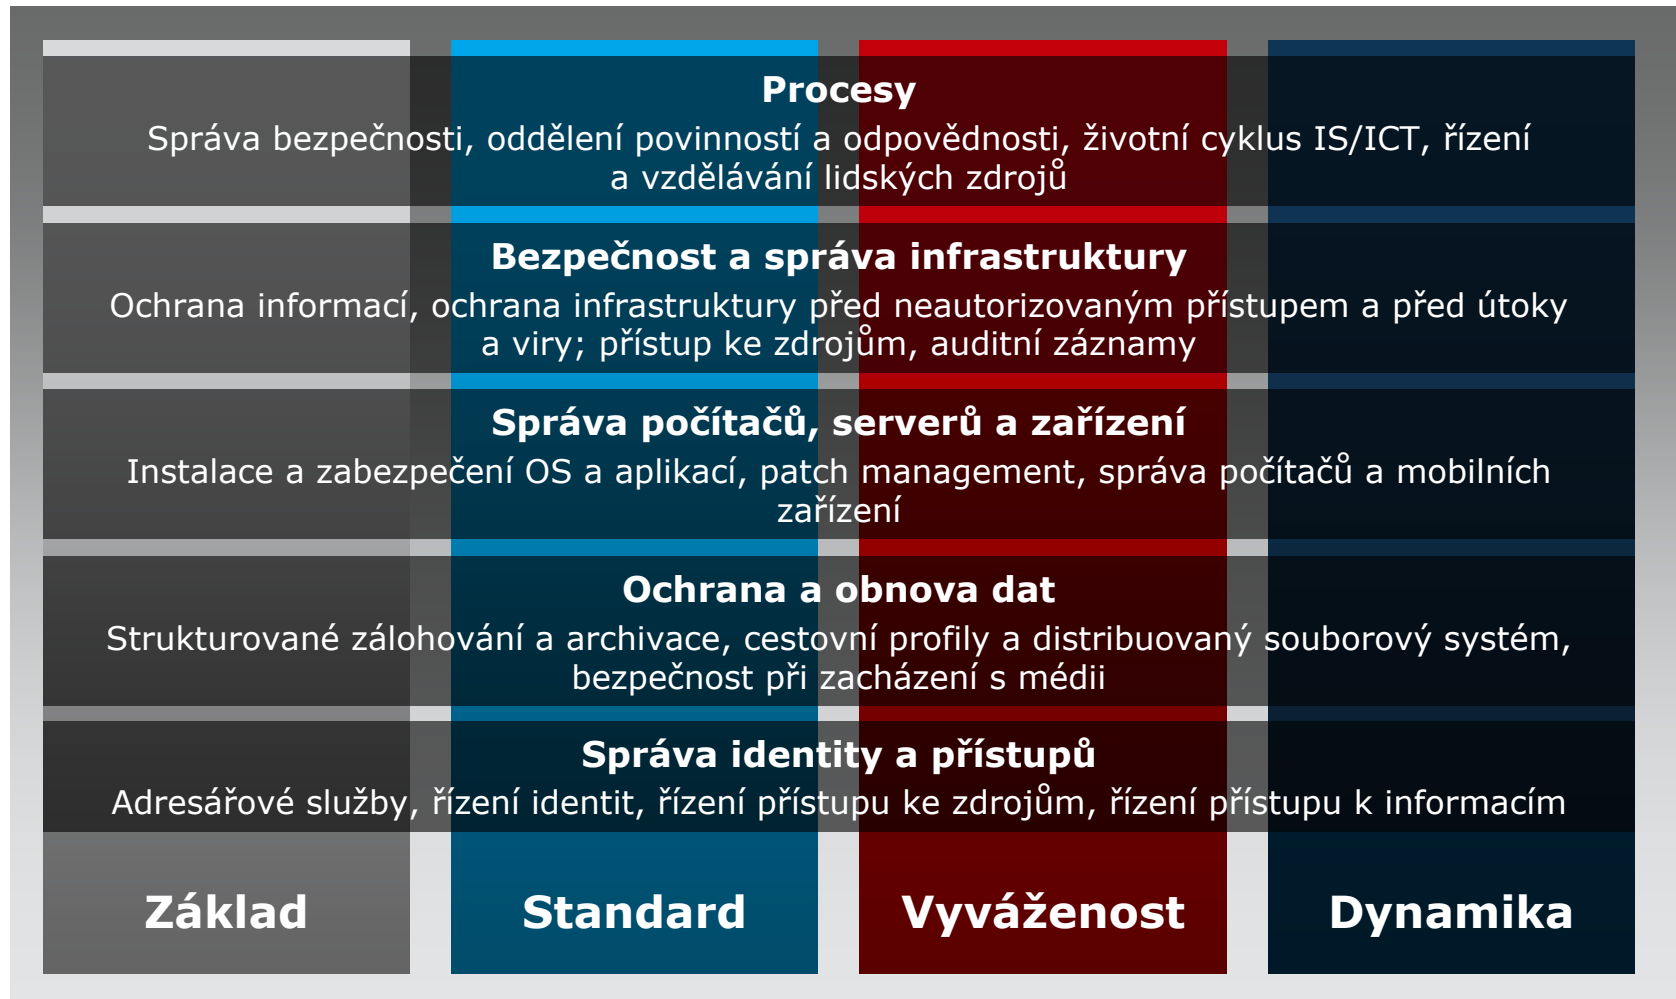 Procesy
Správa bezpečnosti, oddělení povinností a odpovědnosti, životní cyklus IS/ICT, řízení
a vzdělávání lidských zdrojů
Bezpečnost a správa infrastruktury
Ochrana informací, ochrana infrastruktury před neautorizovaným přístupem a před útoky
a viry; přístup ke zdrojům, auditní záznamy
Správa počítačů, serverů a zařízení
Instalace a zabezpečení OS a aplikací, patch management, správa počítačů a mobilních
zařízení
Ochrana a obnova dat
Strukturované zálohování a archivace, cestovní profily a distribuovaný souborový systém,
bezpečnost při zacházení s médii
Správa identity a přístupů
Adresářové služby, řízení identit, řízení přístupu ke zdrojům, řízení přístupu k informacím
Základ
Standard
Vyváženost
Dynamika